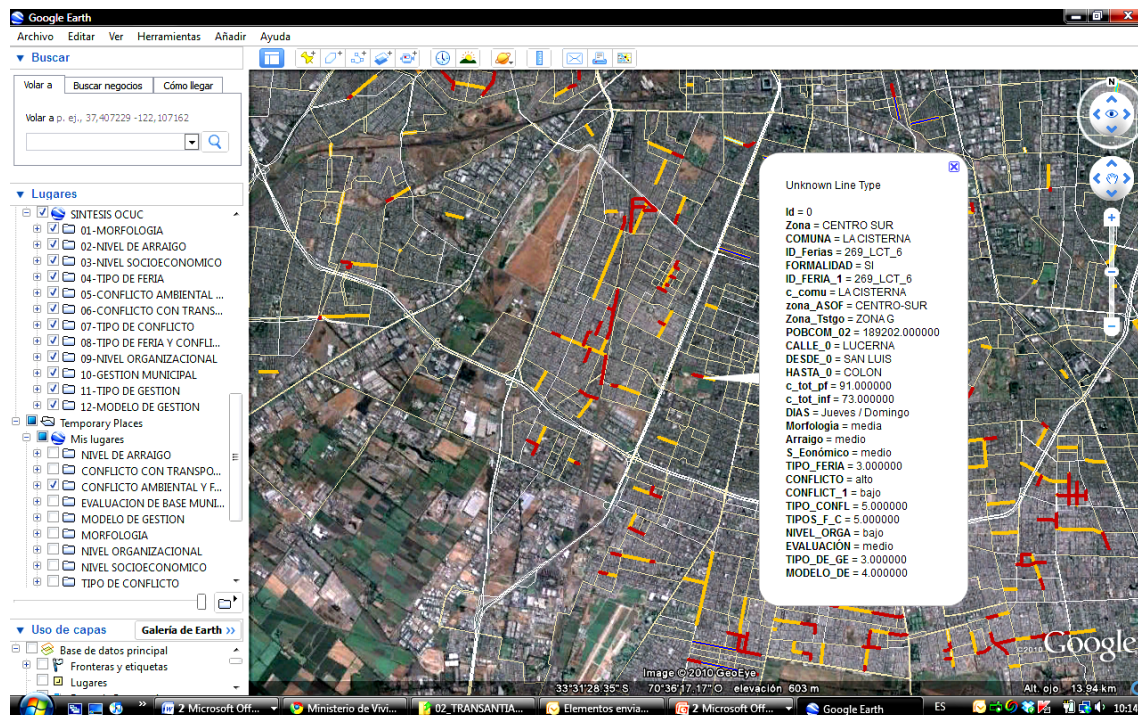 Google Earth
Archivo Editar Ver Herramientas Añadir Ayuda
Buscar
Volar a Buscar negocios Cómo llegar
Volar a p. ej., 37,407229 -122,107162
Lugares
SINTESIS OCUC
01-MORFOLOGIA
02-NIVEL DE ARRAIGO
03-NIVEL SOCIOECONOMICO
04-TIPO DE FERIA
05-CONFLICTO AMBIENTAL ...
06-CONFLICTO CON TRANS...
07-TIPO DE CONFLICTO
08-TIPO DE FERIA Y CONFLI...
09-NIVEL ORGANIZACIONAL
10-GESTION MUNICIPAL
11-TIPO DE GESTION
12-MODELO DE GESTION
Temporary Places
Mis lugares
NIVEL DE ARRAIGO
CONFLICTO CON TRANSPO...
CONFLICTO AMBIENTAL Y F...
EVALUACION DE BASE MUNI...
MODELO DE GESTION
MORFOLOGIA
NIVEL ORGANIZACIONAL
NIVEL SOCIOECONOMICO
TIPO DE CONFLICTO
Uso de capas Galería de Earth >>
Base de datos principal
Fronteras y etiquetas
Lugares
N
Unknown Line Type
Id = 0
Zona = CENTRO SUR
COMUNA = LA CISTERNA
ID_Ferias = 269_LCT_6
FORMALIDAD = SI
ID_FERIA_1 = 269_LCT_6
c_comu = LA CISTERNA
zona_ASOF = CENTRO-SUR
Zona_Tstgo = ZONA G
POBCOM_02 = 189202.000000
CALLE_0 = LUCERNA
DESDE_0 = SAN LUIS
HASTA_0 = COLON
c_tot_pf = 91.000000
c_tot_inf = 73.000000
DIAS = Jueves / Domingo
Morfologia = media
Arraigo = medio
S_Eonómico = medio
TIPO_FERIA = 3.000000
CONFLICTO = alto
CONFLICT_1 = bajo
TIPO_CONFL = 5.000000
TIPOS_F_C = 5.000000
NIVEL_ORGA = bajo
EVALUACIÓN = medio
TIPO_DE_GE = 3.000000
MODELO_DE = 4.000000
©2010 Google
Image © 2010 GeoEye
33°31'28.35" S 70°36'17.17" O elevación 603 m Alt. ojo 13.94 km
2 Microsoft Off... Ministerio de Vivi... 02_TRANSANTIA... Elementos envia... 2 Microsoft Off... Google Earth ES 10:14